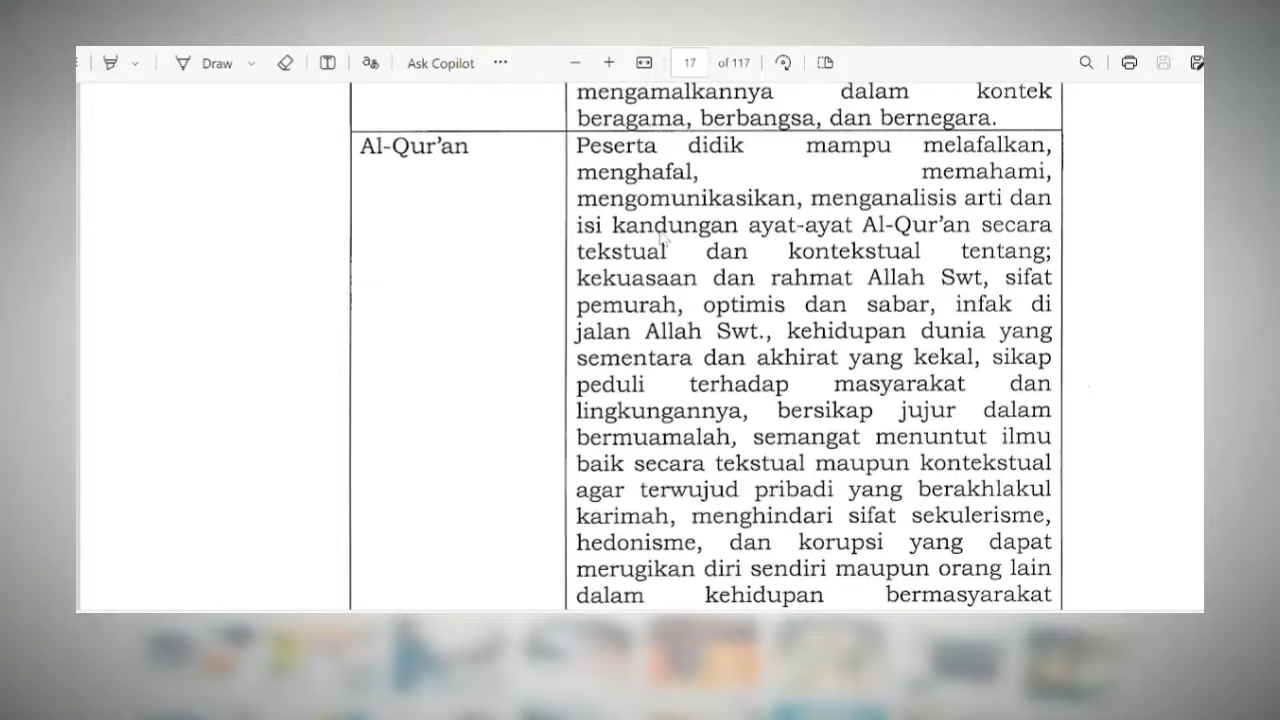 Draw
Ask Copilot
17 of 117
mengamalkannya dalam kontek
beragama, berbangsa, dan bernegara.
Al-Qur’an
Peserta didik mampu melafalkan,
menghafal, memahami,
mengomunikasikan, menganalisis arti dan
isi kandungan ayat-ayat Al-Qur’an secara
tekstual dan kontekstual tentang;
kekuasaan dan rahmat Allah Swt, sifat
pemurah, optimis dan sabar, infak di
jalan Allah Swt., kehidupan dunia yang
sementara dan akhirat yang kekal, sikap
peduli terhadap masyarakat dan
lingkungannya, bersikap jujur dalam
bermuamalah, semangat menuntut ilmu
baik secara tekstual maupun kontekstual
agar terwujud pribadi yang berakhlakul
karimah, menghindari sifat sekulerisme,
hedonisme, dan korupsi yang dapat
merugikan diri sendiri maupun orang lain
dalam kehidupan bermasyarakat